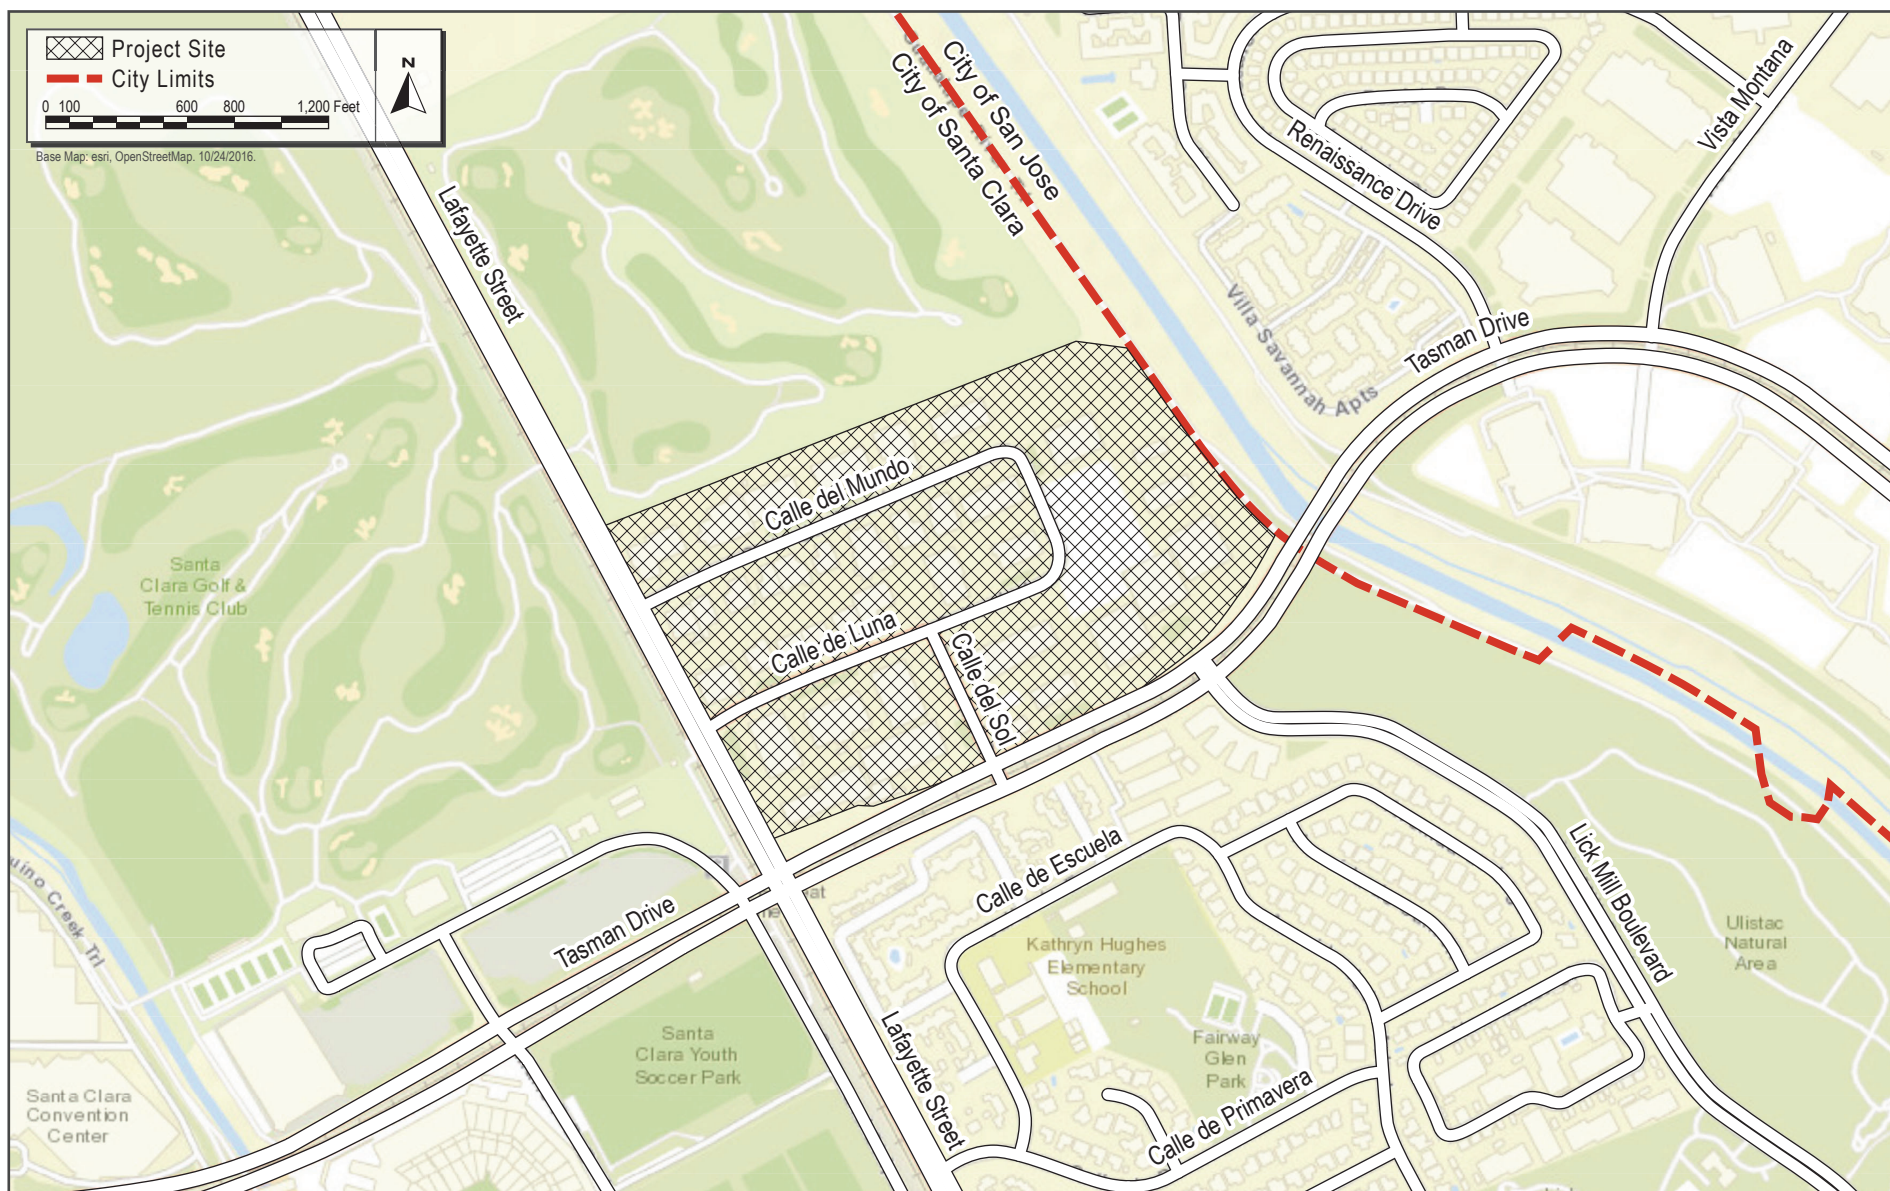 Project Site
City Limits
N
0 100 600 800 1,200 Feet
Base Map: esri, OpenStreetMap. 10/24/2016.
City of San Jose
City of Santa Clara
Lafayette Street
Renaissance Drive
Vista Montana
Villa Savannah Apts
Tasman Drive
Calle del Mundo
Calle de Luna
Calle del Sol
Santa
Clara Golf &
Tennis Club
Calle de Escuela
Lick Mill Boulevard
Tasman Drive
Kathryn Hughes
Elementary
School
Ulistac
Natural
Area
Santa
Clara Youth
Soccer Park
Fairway
Glen
Park
Lafayette Street
Calle de Primavera
Creek Trl
Santa Clara
Convention
Center